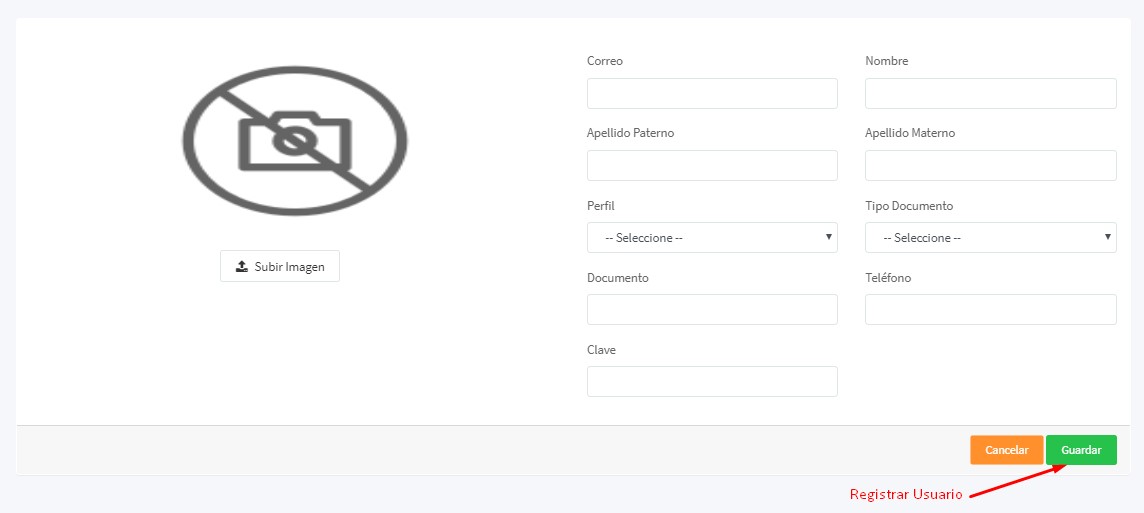 Correo
Nombre
Apellido Paterno
Apellido Materno
Perfil
Tipo Documento
-- Seleccione --
-- Seleccione --
Subir Imagen
Documento
Teléfono
Clave
Cancelar
Guardar
Registrar Usuario